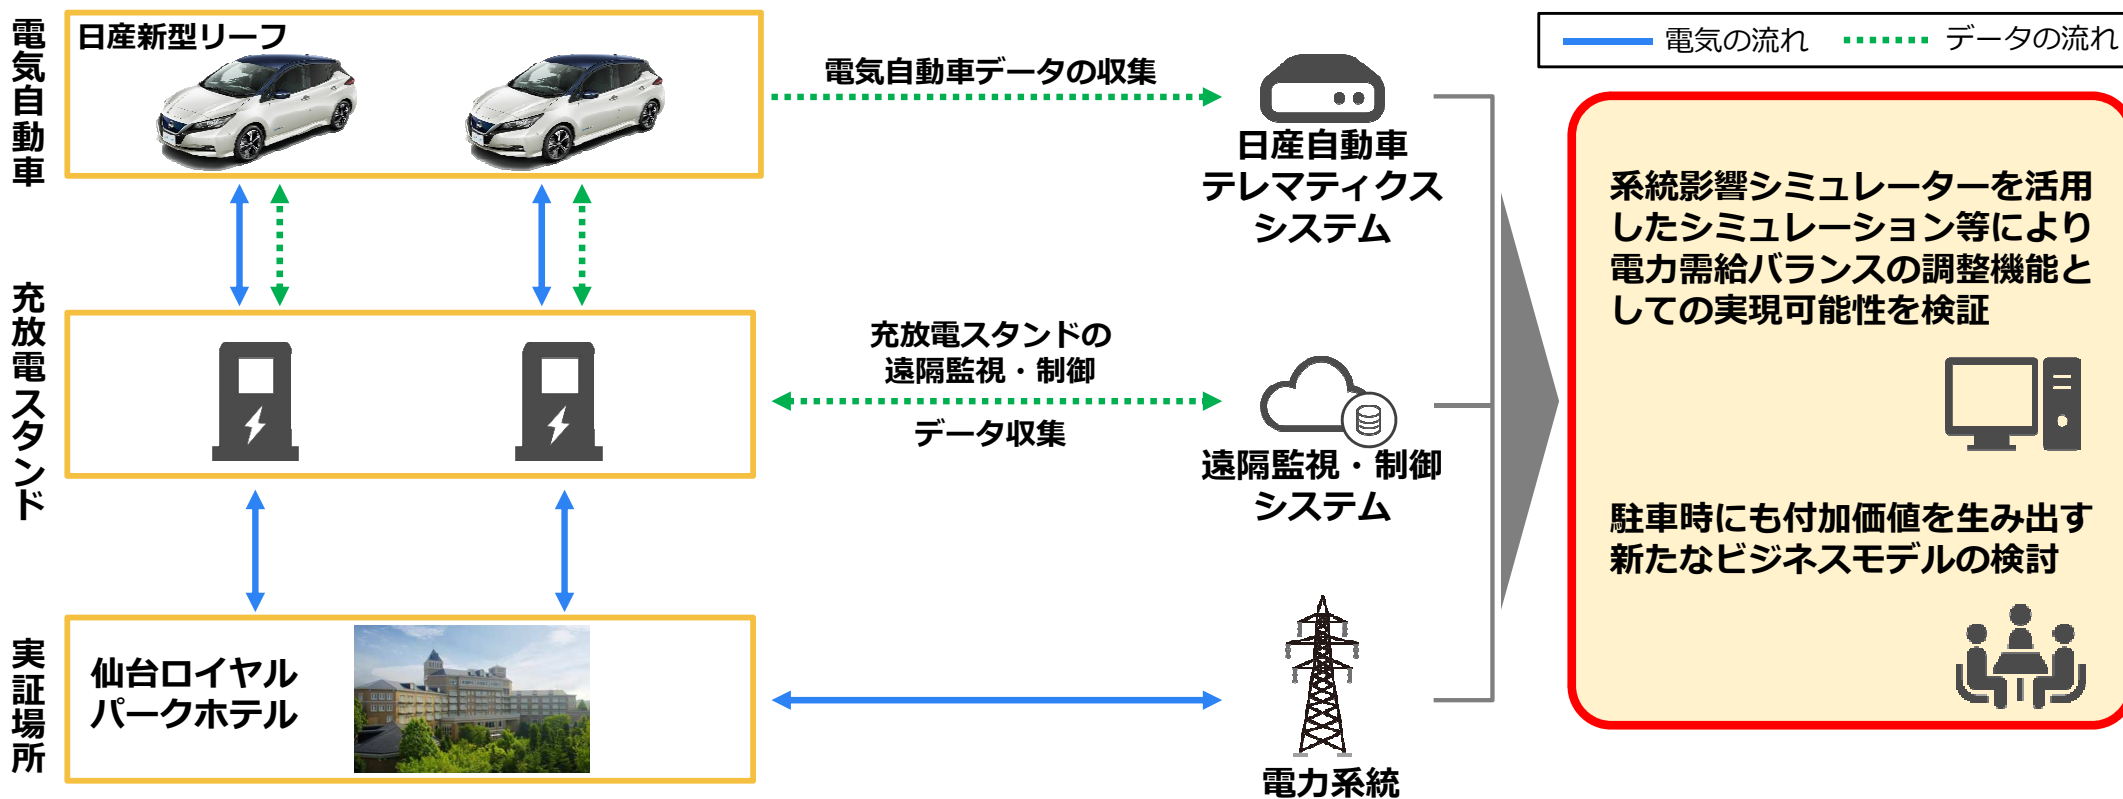 電気自動車
日産新型リーフ
電気自動車データの収集
日産自動車
テレマティクス
システム
電気の流れ
データの流れ
充放電スタンド
充放電スタンドの
遠隔監視・制御
データ収集
遠隔監視・制御
システム
実証場所
仙台ロイヤル
パークホテル
電力系統
系統影響シミュレーターを活用
したシミュレーション等により
電力需給バランスの調整機能と
しての実現可能性を検証
駐車時にも付加価値を生み出す
新たなビジネスモデルの検討